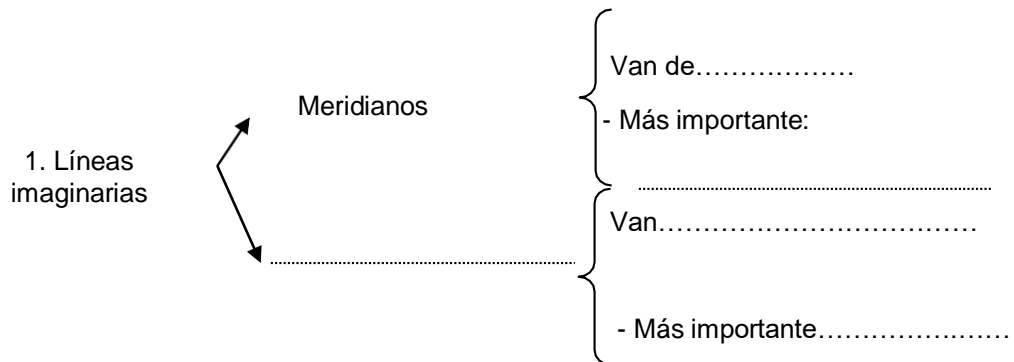 1. Líneas
imaginarias
Meridianos
Van de………………
- Más importante:
................................................................................
Van………………………………
......................................................................
- Más importante…………………